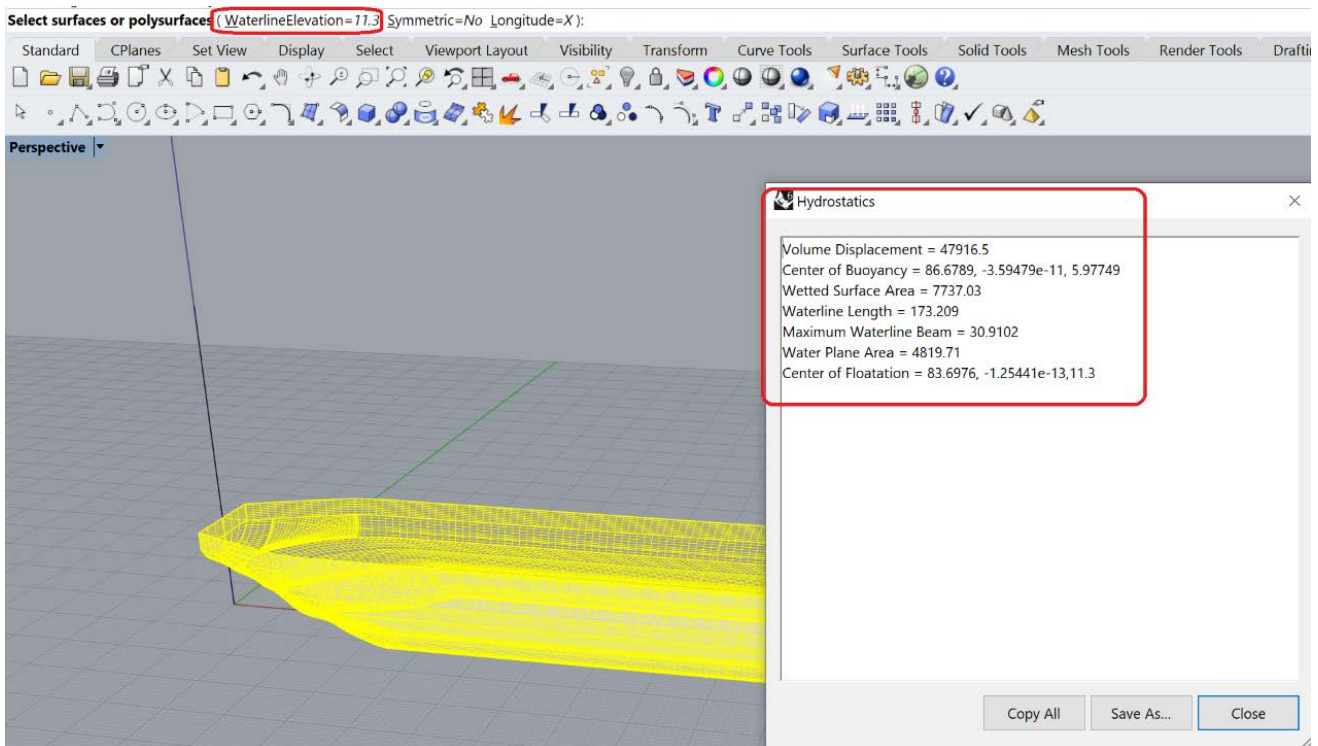 Select surfaces or polysurfaces ( WaterlineElevation=11.3 Symmetric=No Longitude=X ):
Standard CPlanes Set View Display Select Viewport Layout Visibility Transform Curve Tools Surface Tools Solid Tools Mesh Tools Render Tools Draftin
Perspective
Hydrostatics
Volume Displacement = 47916.5
Center of Buoyancy = 86.6789, -3.59479e-11, 5.97749
Wetted Surface Area = 7737.03
Waterline Length = 173.209
Maximum Waterline Beam = 30.9102
Water Plane Area = 4819.71
Center of Floatation = 83.6976, -1.25441e-13,11.3
Copy All Save As... Close